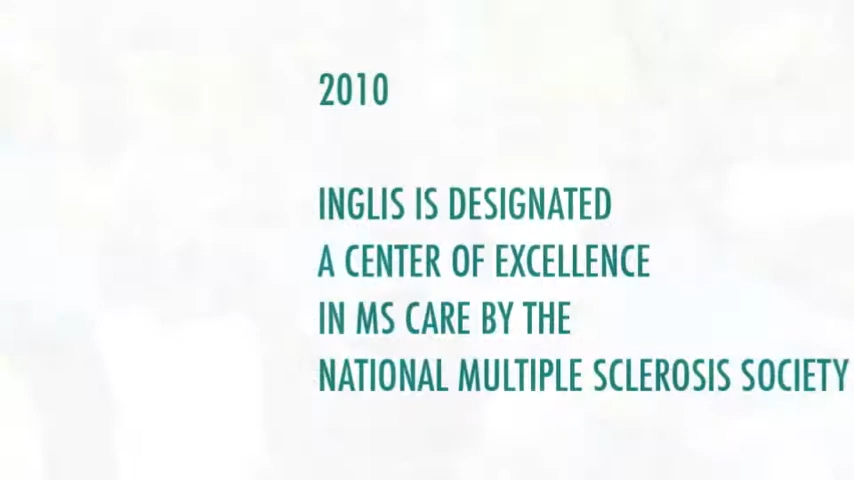 2010
INGLIS IS DESIGNATED
A CENTER OF EXCELLENCE
IN MS CARE BY THE
NATIONAL MULTIPLE SCLEROSIS SOCIETY